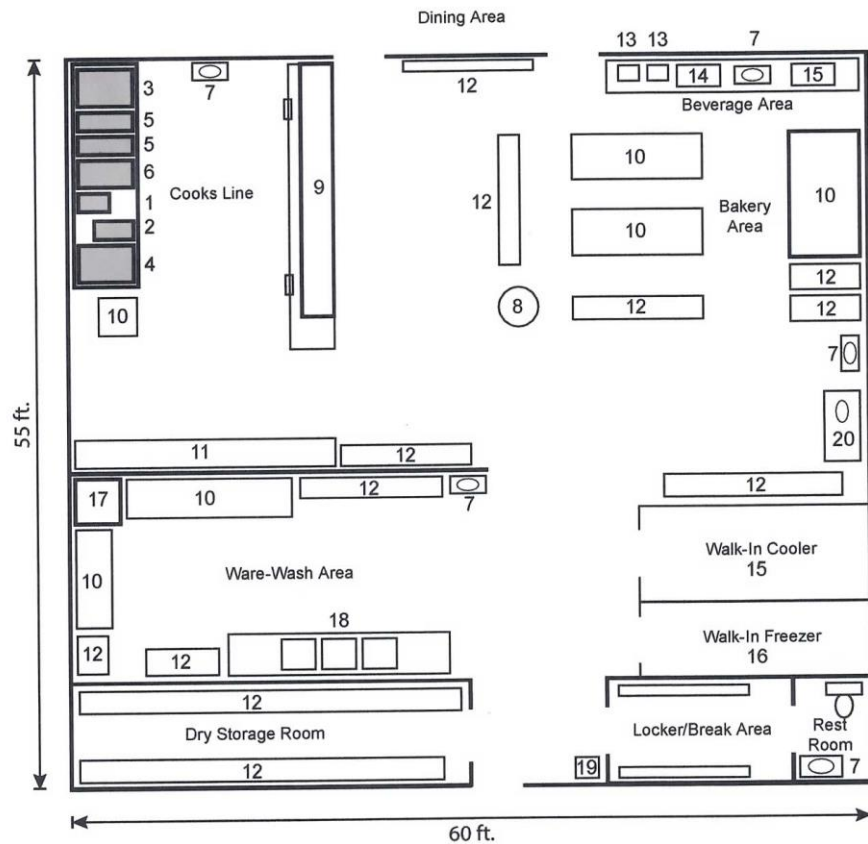 Dining Area
13 13 7
3
7
12
14
15
5
Beverage Area
5
6
10
Cooks Line
9
12
10
1
Bakery
Area
2
10
4
12
10
8
12
12
7
55 ft.
20
11
12
12
17
10
12
7
Walk-In Cooler
15
10
Ware-Wash Area
18
Walk-In Freezer
16
12
12
12
Dry Storage Room
Locker/Break Area
Rest
Room
12
19
7
60 ft.